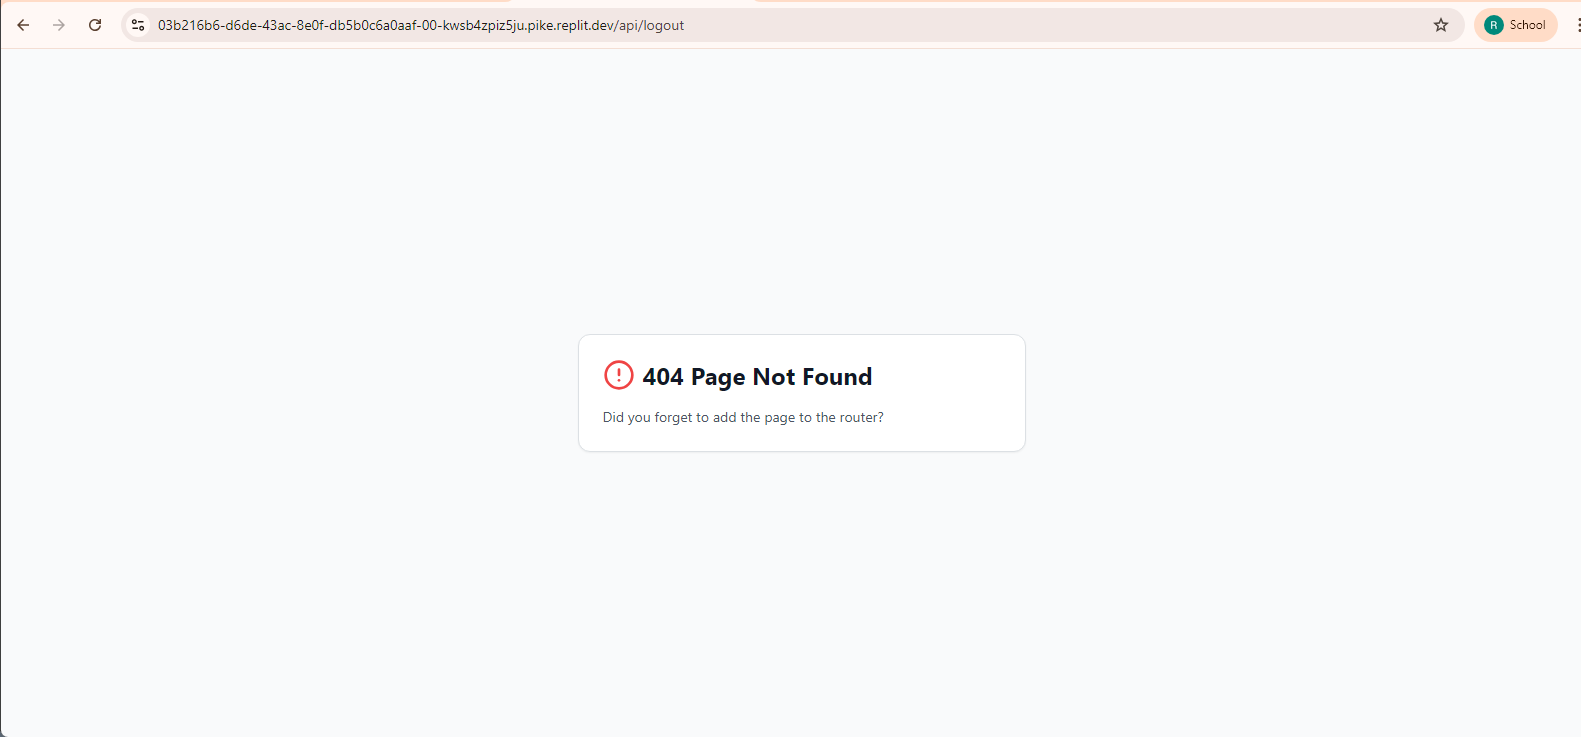 03b216b6-d6de-43ac-8e0f-db5b0c6a0aaf-00-kwsb4zpiz5ju.pike.replit.dev/api/logout
R School
404 Page Not Found
Did you forget to add the page to the router?